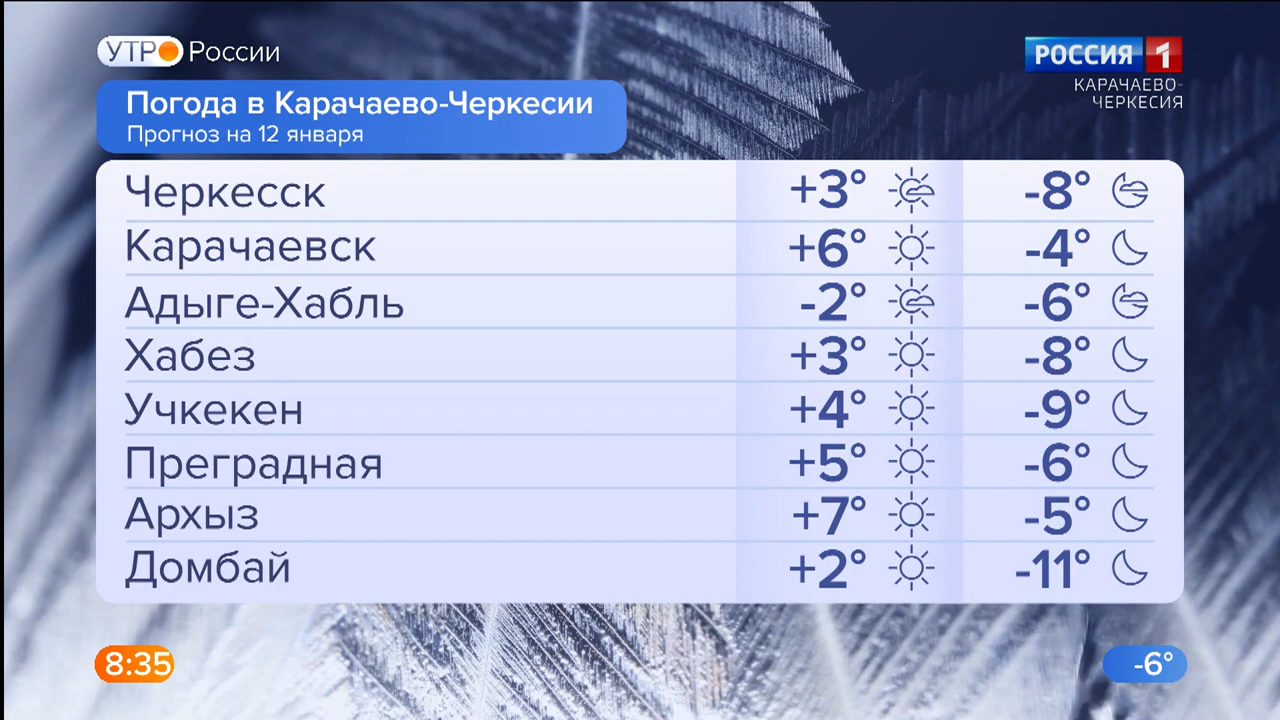 УТРО России
РОССИЯ 1
КАРАЧАЕВО-
ЧЕРКЕСИЯ
Погода в Карачаево-Черкесии
Прогноз на 12 января
Черкесск +3° -8°
Карачаевск +6° -4°
Адыге-Хабль -2° -6°
Хабез +3° -8°
Учкекен +4° -9°
Преградная +5° -6°
Архыз +7° -5°
Домбай +2° -11°
8:35
-6°